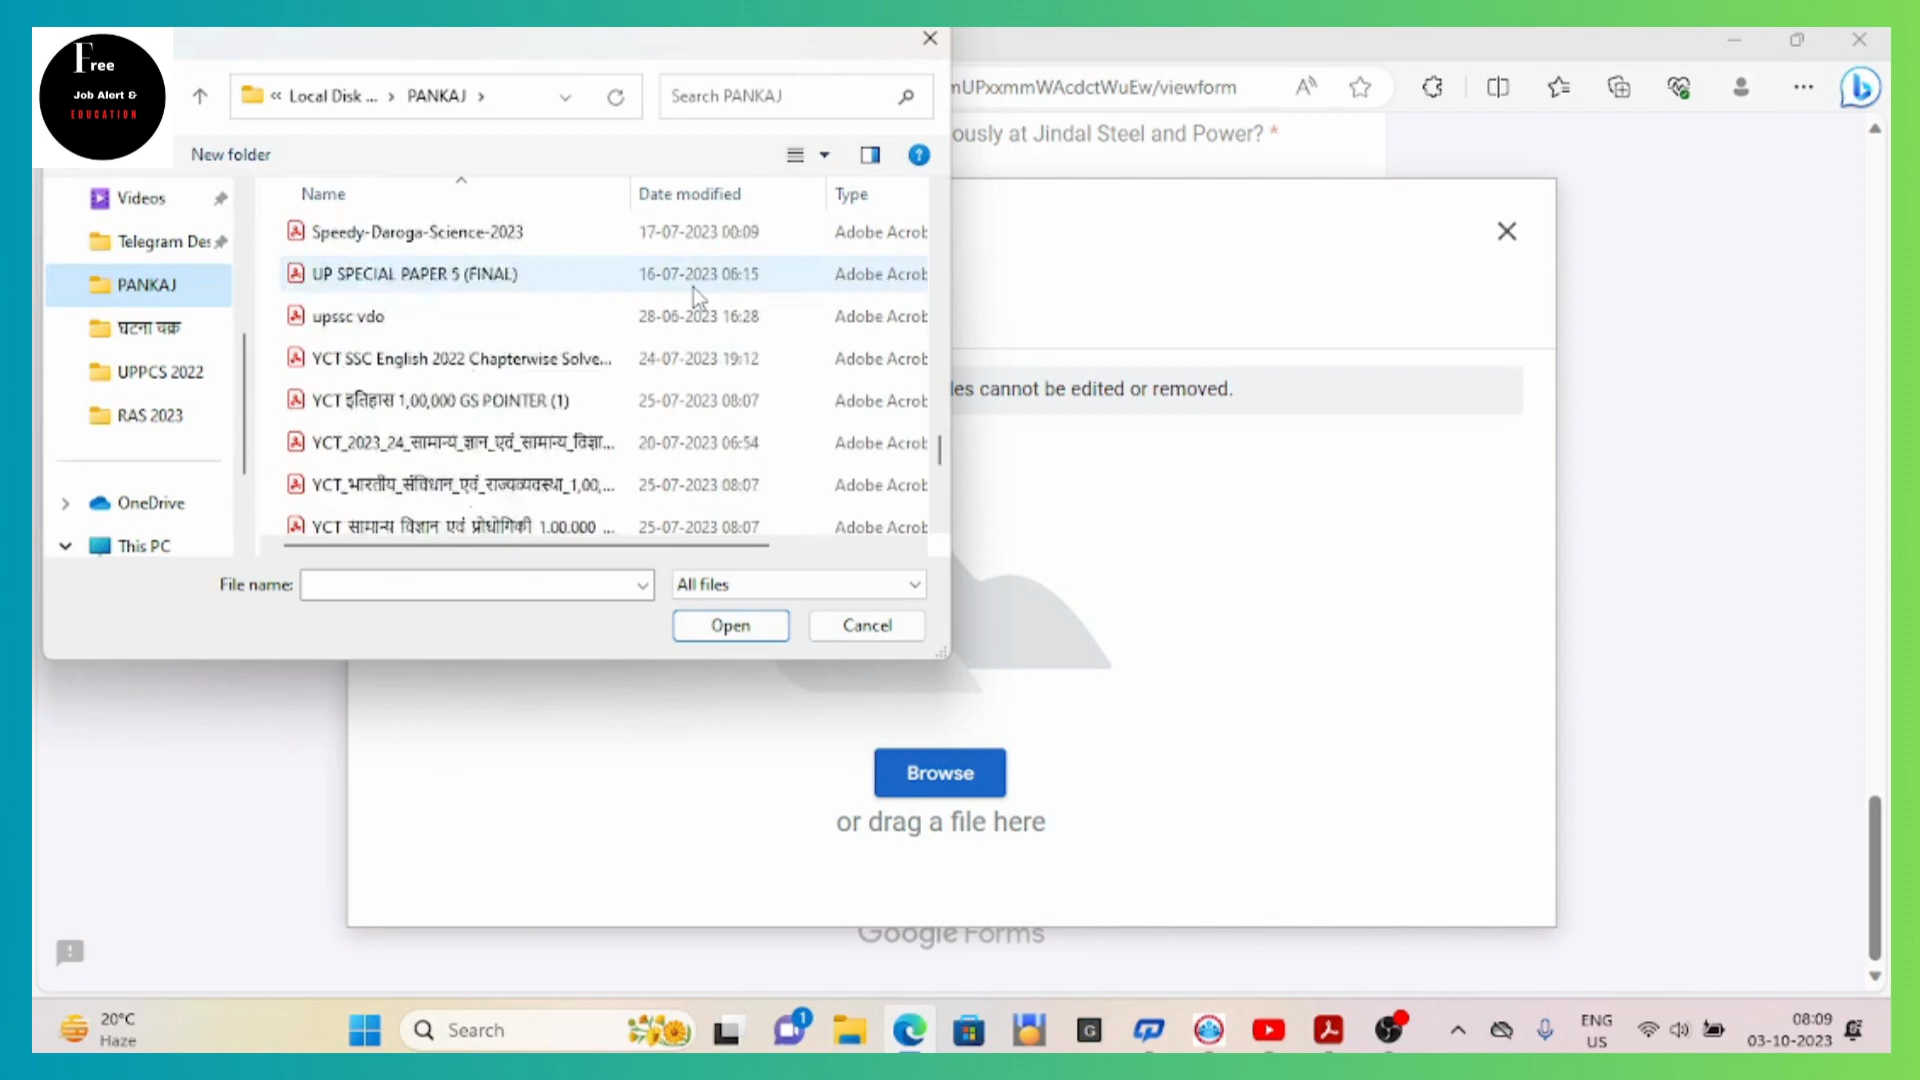 Free
Job Alert &
EDUCATION
« Local Disk ... > PANKAJ >
Search PANKAJ
mUPxxmmWAcdctWuEw/viewform
New folder
ously at Jindal Steel and Power? *
Name
Date modified
Type
Videos
Telegram Des
PANKAJ
घटना चक्र
UPPCS 2022
RAS 2023
OneDrive
This PC
Speedy-Daroga-Science-2023 17-07-2023 00:09 Adobe Acrob
UP SPECIAL PAPER 5 (FINAL) 16-07-2023 06:15 Adobe Acrob
upssc vdo 28-06-2023 16:28 Adobe Acrob
YCT SSC English 2022 Chapterwise Solve... 24-07-2023 19:12 Adobe Acrob
YCT इतिहास 1,00,000 GS POINTER (1) 25-07-2023 08:07 Adobe Acrob
YCT_2023_24_सामान्य_ज्ञान_एवं_सामान्य_विज्ञा... 20-07-2023 06:54 Adobe Acrob
YCT_भारतीय_संविधान_एवं_राज्यव्यवस्था_1,00,... 25-07-2023 08:07 Adobe Acrob
YCT सामान्य विज्ञान एवं प्रोधोगिकी 1.00.000 ... 25-07-2023 08:07 Adobe Acrob
les cannot be edited or removed.
File name:
All files
Open
Cancel
Browse
or drag a file here
Google Forms
20°C
Haze
Search
1
G
ENG
US
08:09
03-10-2023